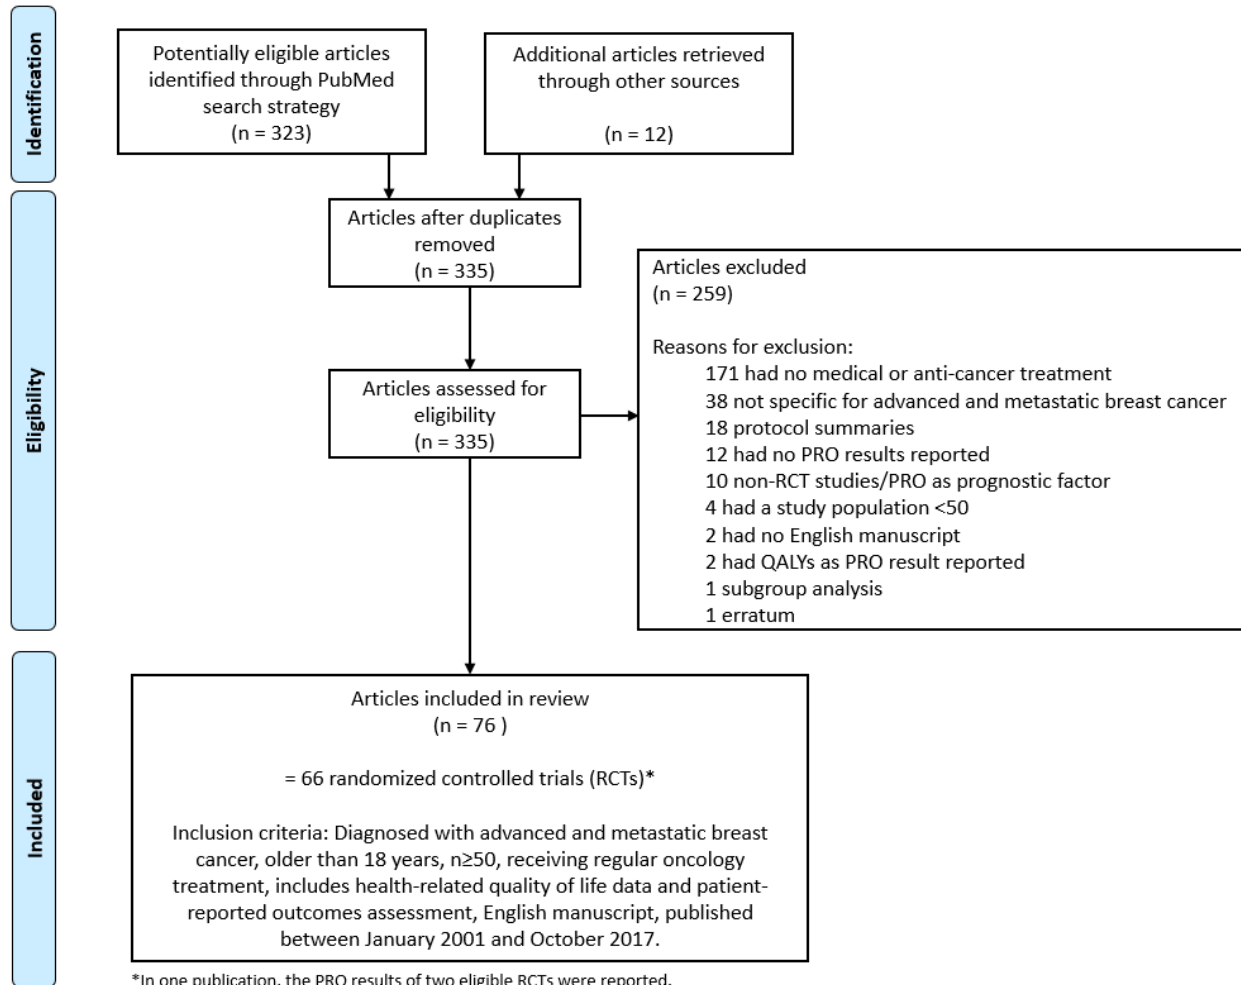 Identification
Potentially eligible articles
identified through PubMed
search strategy
(n = 323)
Additional articles retrieved
through other sources
(n = 12)
Eligibility
Articles after duplicates
removed
(n = 335)
Articles assessed for
eligibility
(n = 335)
Articles excluded
(n = 259)
Reasons for exclusion:
171 had no medical or anti-cancer treatment
38 not specific for advanced and metastatic breast cancer
18 protocol summaries
12 had no PRO results reported
10 non-RCT studies/PRO as prognostic factor
4 had a study population <50
2 had no English manuscript
2 had QALYs as PRO result reported
1 subgroup analysis
1 erratum
Included
Articles included in review
(n = 76 )
= 66 randomized controlled trials (RCTs)*
Inclusion criteria: Diagnosed with advanced and metastatic breast
cancer, older than 18 years, n≥50, receiving regular oncology
treatment, includes health-related quality of life data and patient-
reported outcomes assessment, English manuscript, published
between January 2001 and October 2017.
*In one publication, the PRO results of two eligible RCTs were reported.